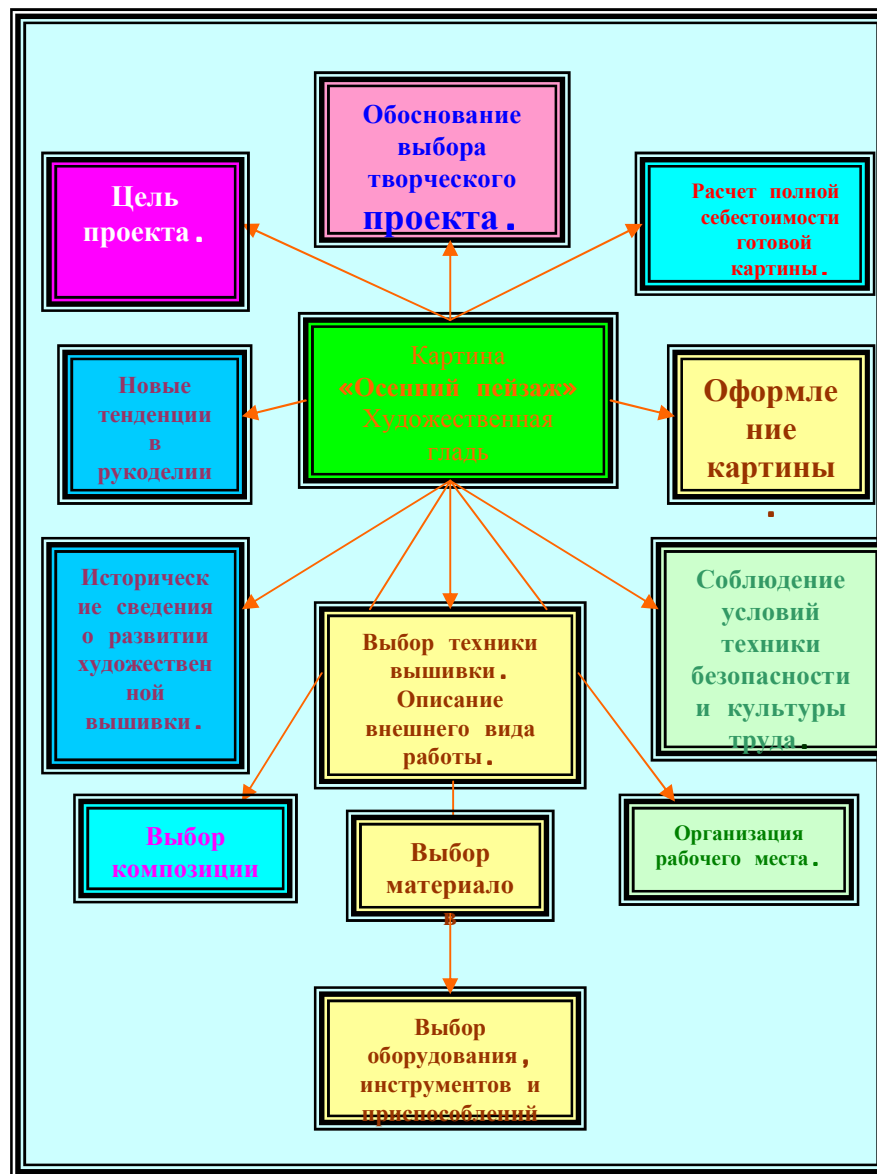 Обоснование
выбора
творческого
проекта.
Цель
проекта.
Расчет полной
себестоимости
готовой
картины.
Картина
«Осенний пейзаж»
Художественная
гладь
Новые
тенденции
в
рукоделии
Оформле
ние
картины
.
Историческ
ие сведения
о развитии
художествен
ной
вышивки.
Выбор техники
вышивки.
Описание
внешнего вида
работы.
Соблюдение
условий
техники
безопасности
и культуры
труда.
Выбор
композиции
Выбор
материало
в
Организация
рабочего места.
Выбор
оборудования,
инструментов и
приспособлений